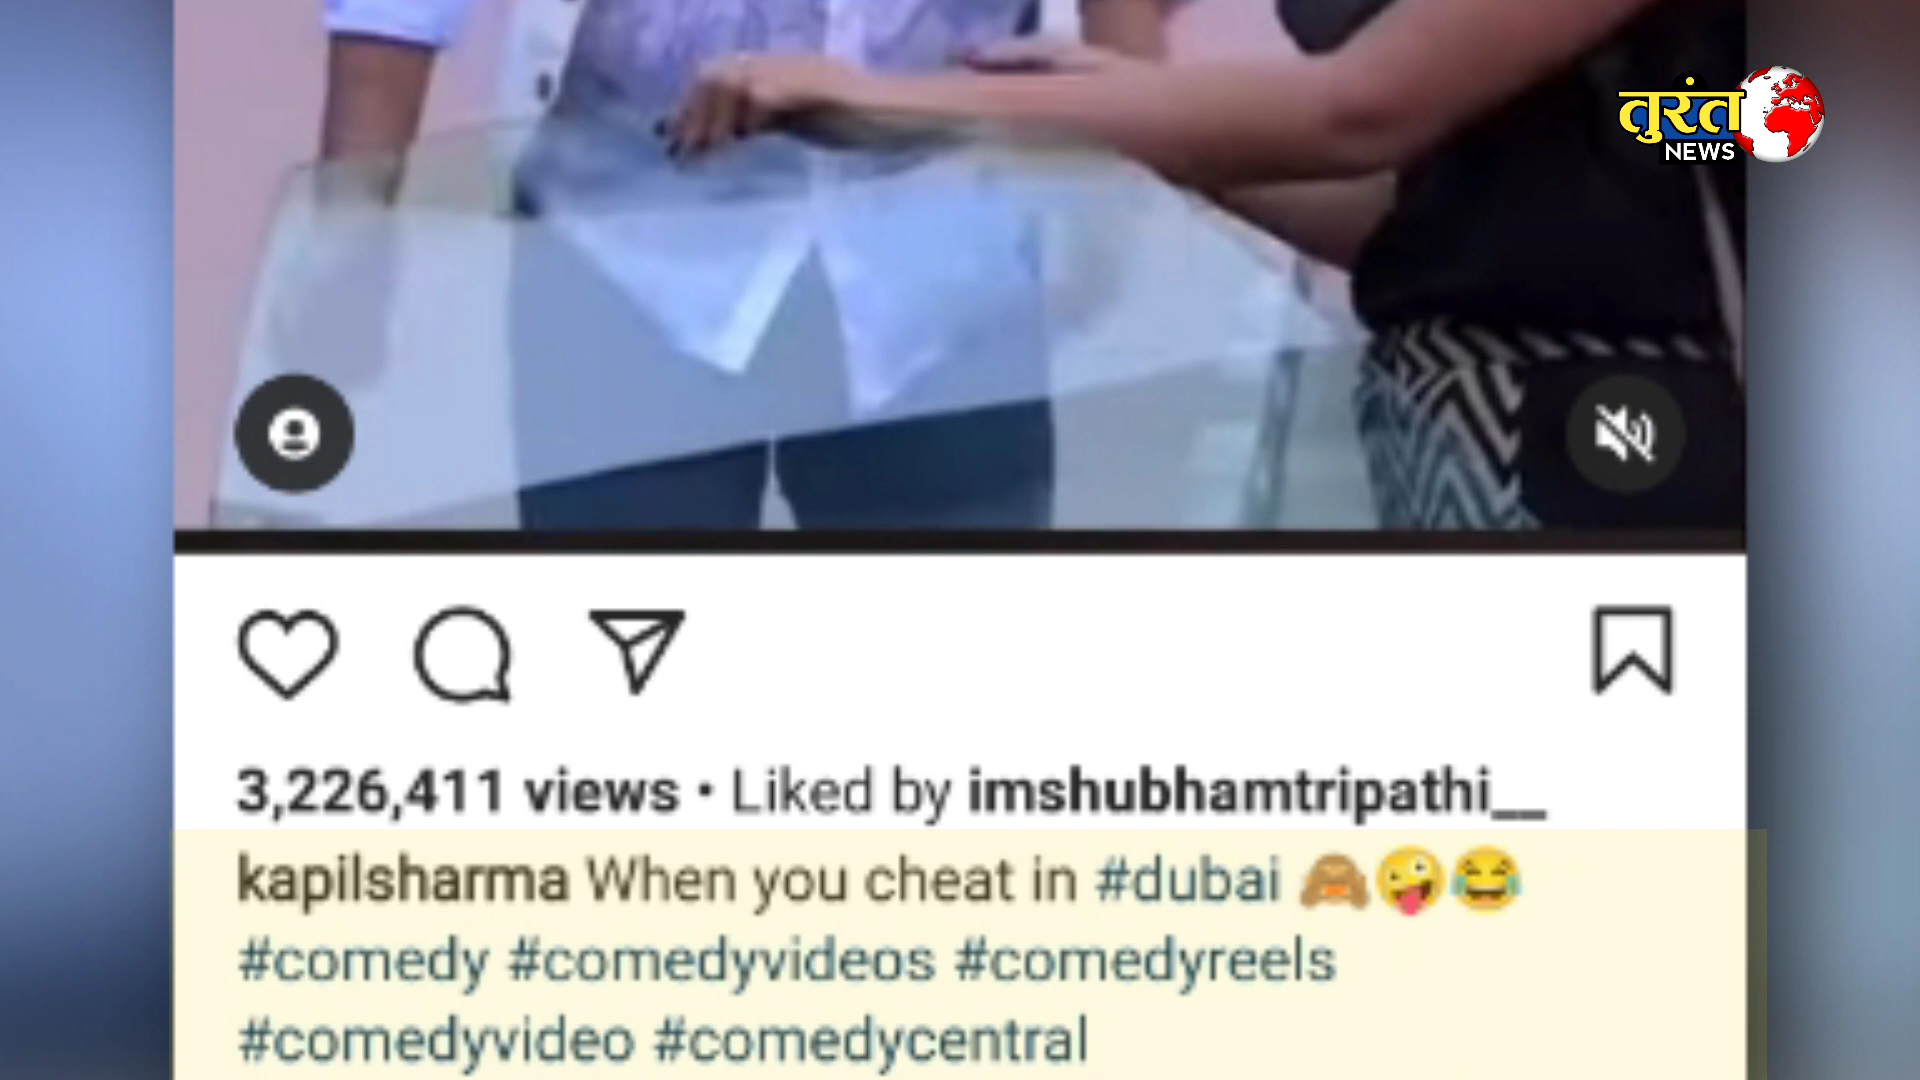 तुरंत
NEWS
3,226,411 views • Liked by imshubhamtripathi__
kapilsharma When you cheat in #dubai 🙈🤪😂
#comedy #comedyvideos #comedyreels
#comedyvideo #comedycentral